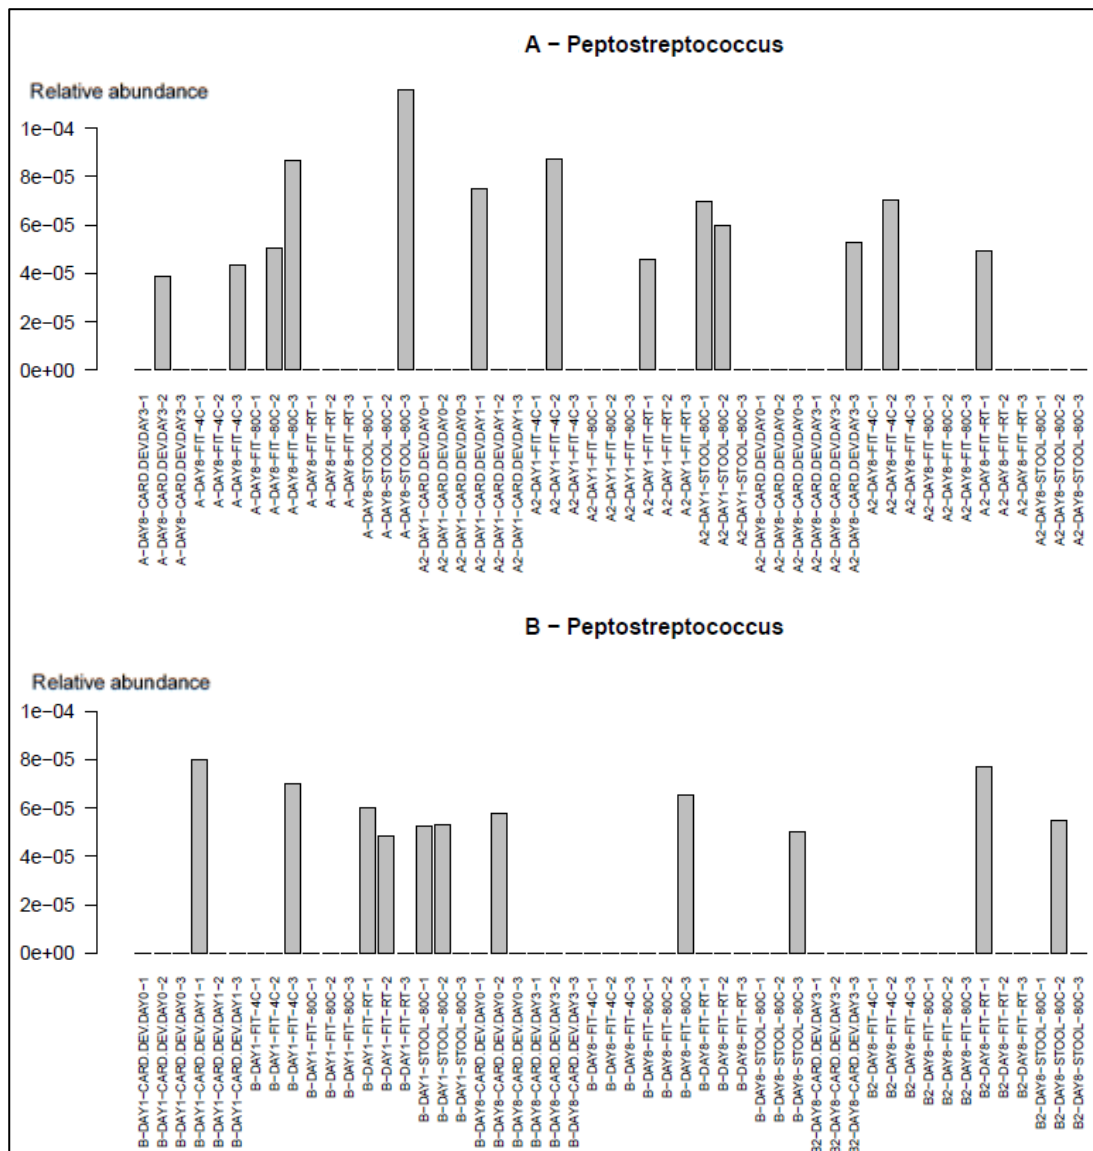 A − Peptostreptococcus
Relative abundance
1e−04
8e−05
6e−05
4e−05
2e−05
0e+00
A−DAY8−CARD.DEV.DAY3−1
A−DAY8−CARD.DEV.DAY3−2
A−DAY8−CARD.DEV.DAY3−3
A−DAY8−FIT−4C−1
A−DAY8−FIT−4C−2
A−DAY8−FIT−4C−3
A−DAY8−FIT−80C−1
A−DAY8−FIT−80C−2
A−DAY8−FIT−80C−3
A−DAY8−FIT−RT−1
A−DAY8−FIT−RT−2
A−DAY8−FIT−RT−3
A−DAY8−STOOL−80C−1
A−DAY8−STOOL−80C−2
A−DAY8−STOOL−80C−3
A2−DAY1−CARD.DEV.DAY0−1
A2−DAY1−CARD.DEV.DAY0−2
A2−DAY1−CARD.DEV.DAY0−3
A2−DAY1−CARD.DEV.DAY1−1
A2−DAY1−CARD.DEV.DAY1−2
A2−DAY1−CARD.DEV.DAY1−3
A2−DAY1−FIT−4C−1
A2−DAY1−FIT−4C−2
A2−DAY1−FIT−4C−3
A2−DAY1−FIT−80C−1
A2−DAY1−FIT−80C−2
A2−DAY1−FIT−80C−3
A2−DAY1−FIT−RT−1
A2−DAY1−FIT−RT−2
A2−DAY1−FIT−RT−3
A2−DAY1−STOOL−80C−1
A2−DAY1−STOOL−80C−2
A2−DAY1−STOOL−80C−3
A2−DAY8−CARD.DEV.DAY0−1
A2−DAY8−CARD.DEV.DAY0−2
A2−DAY8−CARD.DEV.DAY0−3
A2−DAY8−CARD.DEV.DAY3−1
A2−DAY8−CARD.DEV.DAY3−2
A2−DAY8−CARD.DEV.DAY3−3
A2−DAY8−FIT−4C−1
A2−DAY8−FIT−4C−2
A2−DAY8−FIT−4C−3
A2−DAY8−FIT−80C−1
A2−DAY8−FIT−80C−2
A2−DAY8−FIT−80C−3
A2−DAY8−FIT−RT−1
A2−DAY8−FIT−RT−2
A2−DAY8−FIT−RT−3
A2−DAY8−STOOL−80C−1
A2−DAY8−STOOL−80C−2
A2−DAY8−STOOL−80C−3
B − Peptostreptococcus
Relative abundance
1e−04
8e−05
6e−05
4e−05
2e−05
0e+00
B−DAY1−CARD.DEV.DAY0−1
B−DAY1−CARD.DEV.DAY0−2
B−DAY1−CARD.DEV.DAY0−3
B−DAY1−CARD.DEV.DAY1−1
B−DAY1−CARD.DEV.DAY1−2
B−DAY1−CARD.DEV.DAY1−3
B−DAY1−FIT−4C−1
B−DAY1−FIT−4C−2
B−DAY1−FIT−4C−3
B−DAY1−FIT−80C−1
B−DAY1−FIT−80C−2
B−DAY1−FIT−80C−3
B−DAY1−FIT−RT−1
B−DAY1−FIT−RT−2
B−DAY1−FIT−RT−3
B−DAY1−STOOL−80C−1
B−DAY1−STOOL−80C−2
B−DAY1−STOOL−80C−3
B−DAY8−CARD.DEV.DAY0−1
B−DAY8−CARD.DEV.DAY0−2
B−DAY8−CARD.DEV.DAY0−3
B−DAY8−CARD.DEV.DAY3−1
B−DAY8−CARD.DEV.DAY3−2
B−DAY8−CARD.DEV.DAY3−3
B−DAY8−FIT−4C−1
B−DAY8−FIT−4C−2
B−DAY8−FIT−4C−3
B−DAY8−FIT−80C−1
B−DAY8−FIT−80C−2
B−DAY8−FIT−80C−3
B−DAY8−FIT−RT−1
B−DAY8−FIT−RT−2
B−DAY8−FIT−RT−3
B−DAY8−STOOL−80C−1
B−DAY8−STOOL−80C−2
B−DAY8−STOOL−80C−3
B2−DAY8−CARD.DEV.DAY3−1
B2−DAY8−CARD.DEV.DAY3−2
B2−DAY8−CARD.DEV.DAY3−3
B2−DAY8−FIT−4C−1
B2−DAY8−FIT−4C−2
B2−DAY8−FIT−4C−3
B2−DAY8−FIT−80C−1
B2−DAY8−FIT−80C−2
B2−DAY8−FIT−80C−3
B2−DAY8−FIT−RT−1
B2−DAY8−FIT−RT−2
B2−DAY8−FIT−RT−3
B2−DAY8−STOOL−80C−1
B2−DAY8−STOOL−80C−2
B2−DAY8−STOOL−80C−3